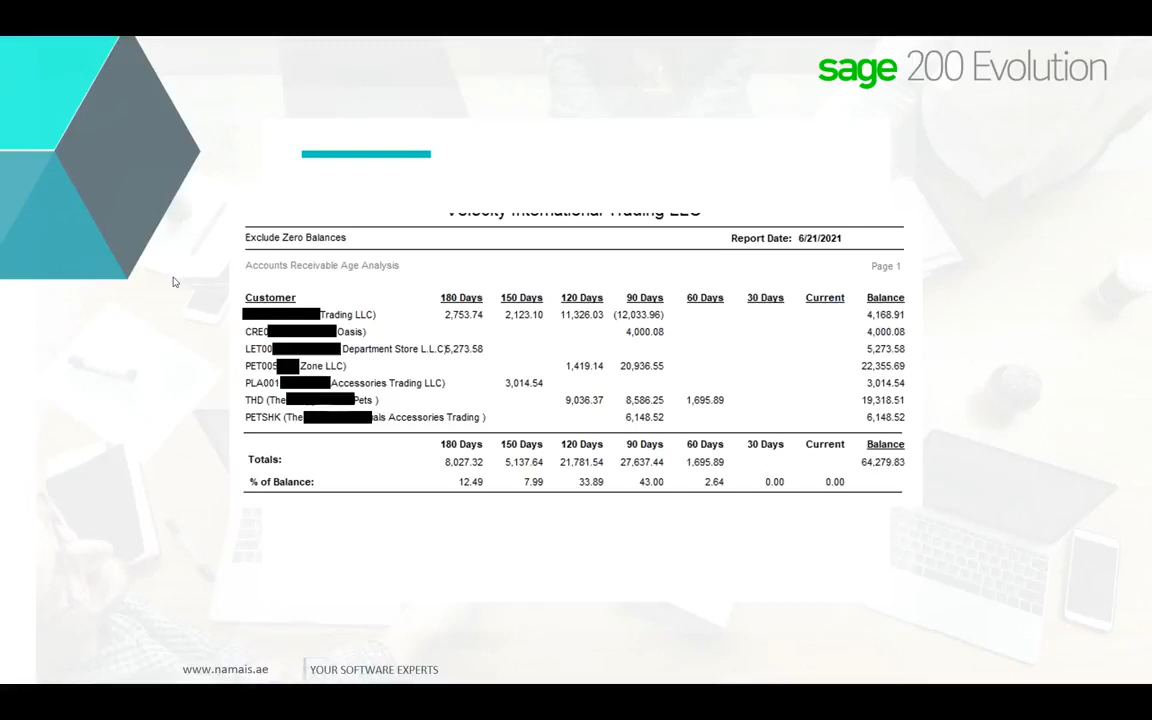 sage 200 Evolution
Velocity International Trading LLC
Exclude Zero Balances Report Date: 6/21/2021
Accounts Receivable Age Analysis Page 1
Customer 180 Days 150 Days 120 Days 90 Days 60 Days 30 Days Current Balance
Trading LLC) 2,753.74 2,123.10 11,326.03 (12,033.96) 4,168.91
CRE0 Oasis) 4,000.08 4,000.08
LET00 Department Store L.L.C)5,273.58 5,273.58
PET005 Zone LLC) 1,419.14 20,936.55 22,355.69
PLA001 Accessories Trading LLC) 3,014.54 3,014.54
THD (The Pets ) 9,036.37 8,586.25 1,695.89 19,318.51
PETSHK (The als Accessories Trading ) 6,148.52 6,148.52
180 Days 150 Days 120 Days 90 Days 60 Days 30 Days Current Balance
Totals: 8,027.32 5,137.64 21,781.54 27,637.44 1,695.89 64,279.83
% of Balance: 12.49 7.99 33.89 43.00 2.64 0.00 0.00
www.namais.ae YOUR SOFTWARE EXPERTS